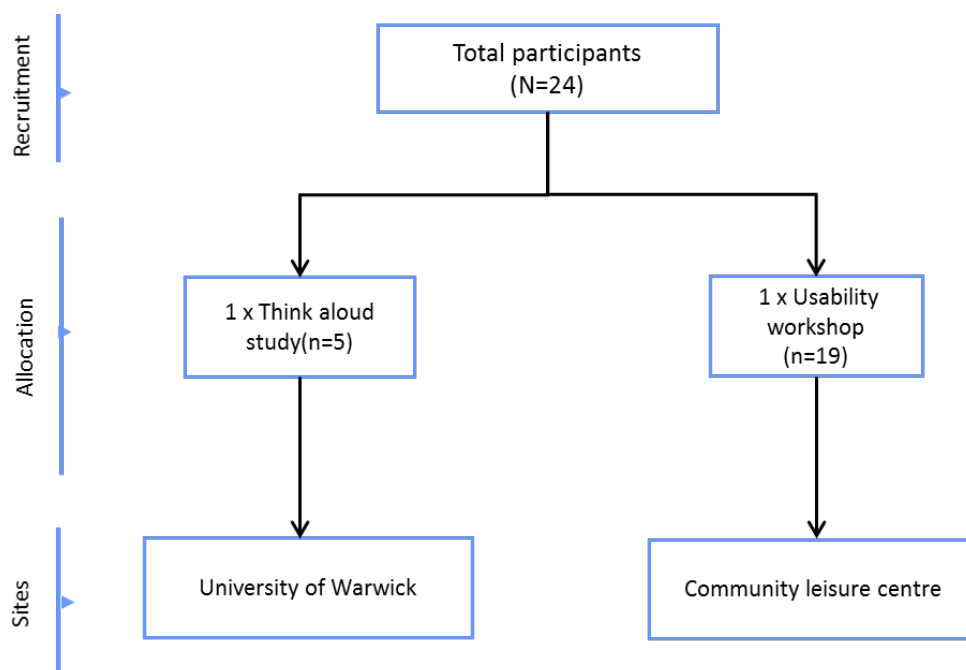 Recruitment
Total participants
(N=24)
Allocation
1 x Think aloud
study(n=5)
1 x Usability
workshop
(n=19)
Sites
University of Warwick
Community leisure centre